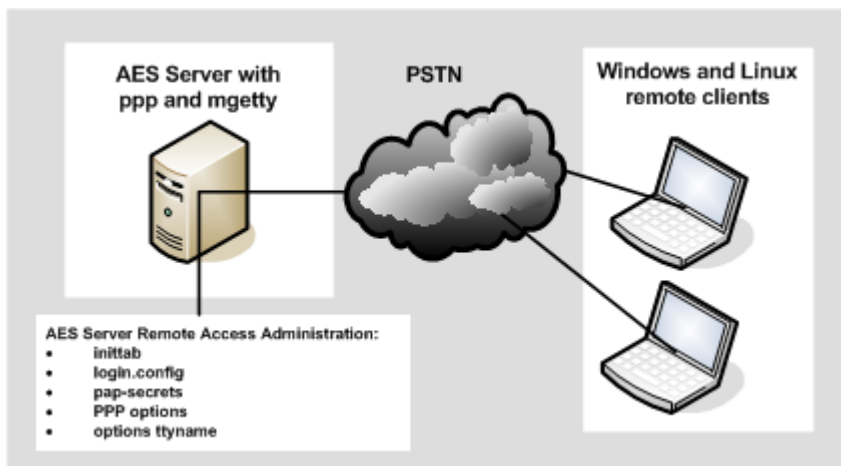 AES Server with
ppp and mgetty
PSTN
Windows and Linux
remote clients
AES Server Remote Access Administration:
• inittab
• login.config
• pap-secrets
• PPP options
• options ttyname